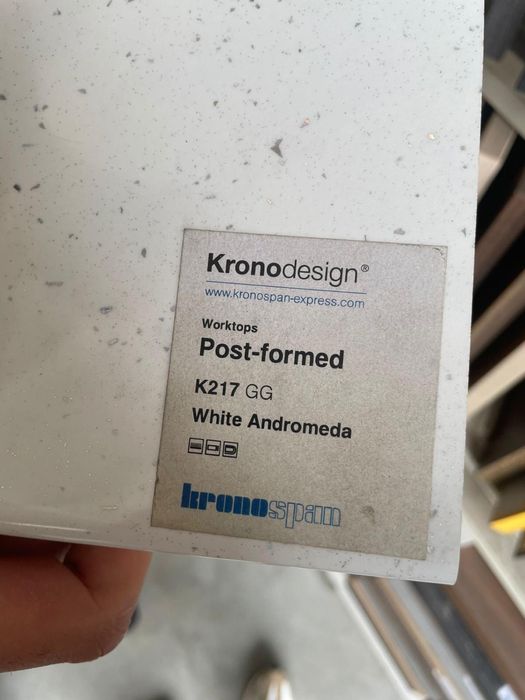 Kronodesign®
www.kronospan-express.com
Worktops
Post-formed
K217 GG
White Andromeda
kronospan